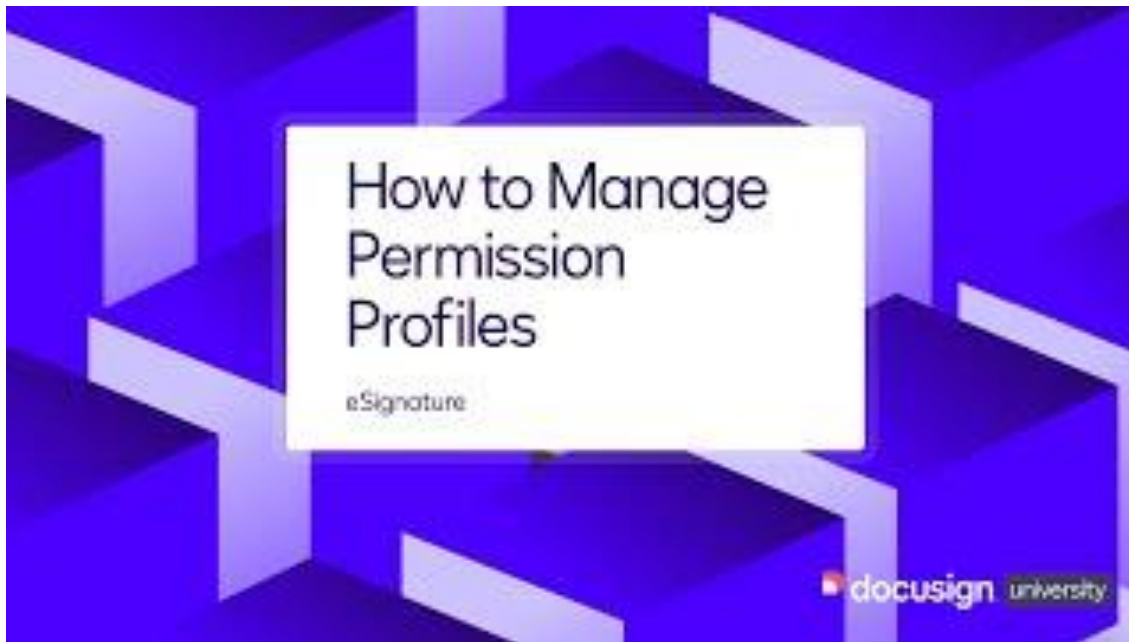 How to Manage
Permission
Profiles
eSignature
docusign university